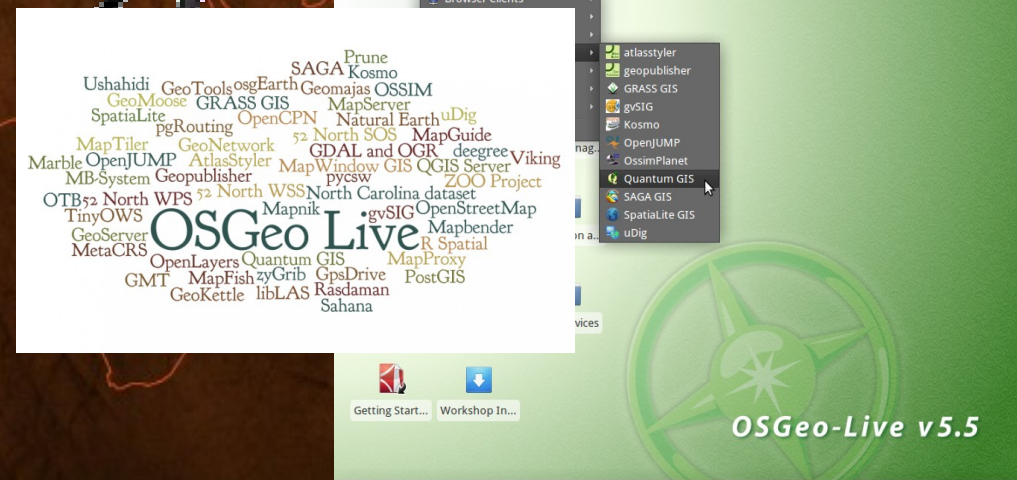 Browser Clients
Prune
SAGA Kosmo
Ushahidi GeoTools osgEarth Geomajas OSSIM
GeoMoose GRASS GIS MapServer
SpatiaLite OpenCPN Natural Earth uDig
pgRouting 52 North SOS MapGuide
MapTiler GeoNetwork GDAL and OGR deegree Viking
Marble OpenJUMP AtlasStyler MapWindow GIS QGIS Server
MB-System Geopublisher pycsw ZOO Project
OTB 52 North WPS 52 North WSS North Carolina dataset
TinyOWS Mapnik gvSIG OpenStreetMap
GeoServer OSGeo Live Mapbender
MetaCRS R Spatial
OpenLayers Quantum GIS MapProxy
GMT MapFish zyGrib GpsDrive PostGIS
GeoKettle libLAS Rasdaman
Sahana
atlasstyler
geopublisher
GRASS GIS
gvSIG
Kosmo
OpenJUMP
OssimPlanet
Quantum GIS
SAGA GIS
SpatiaLite GIS
uDig
nag...
on a...
vices
Getting Start... Workshop In...
OSGeo-Live v5.5